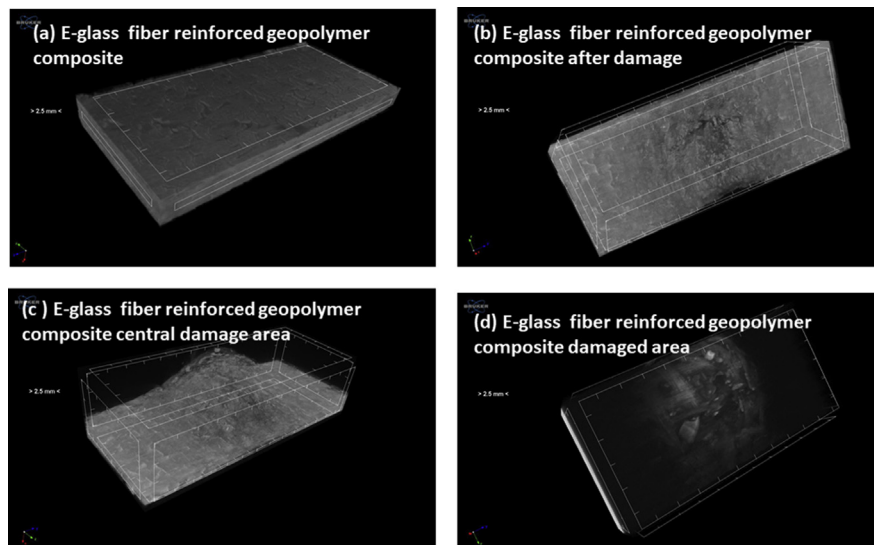 (a) E-glass fiber reinforced geopolymer
composite
> 2.5 mm <
(b) E-glass fiber reinforced geopolymer
composite after damage
> 2.5 mm <
(c ) E-glass fiber reinforced geopolymer
composite central damage area
> 2.5 mm <
(d) E-glass fiber reinforced geopolymer
composite damaged area
> 2.5 mm <